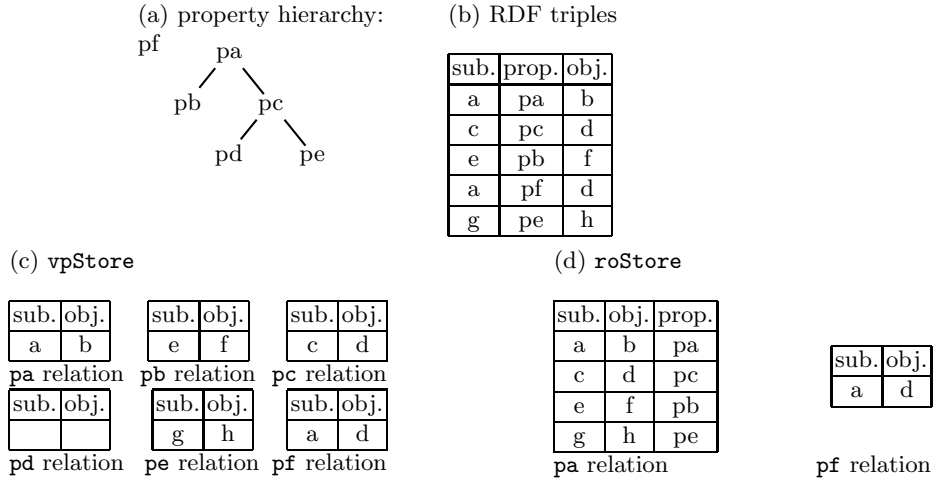 (a) property hierarchy:
pf
pa
pb
pc
pd
pe
(b) RDF triples
sub. prop. obj.
a pa b
c pc d
e pb f
a pf d
g pe h
(c) vpStore
sub. obj.
a b
pa relation
sub. obj.
e f
pb relation
sub. obj.
c d
pc relation
sub. obj.
pd relation
sub. obj.
g h
pe relation
sub. obj.
a d
pf relation
(d) roStore
sub. obj. prop.
a b pa
c d pc
e f pb
g h pe
pa relation
sub. obj.
a d
pf relation